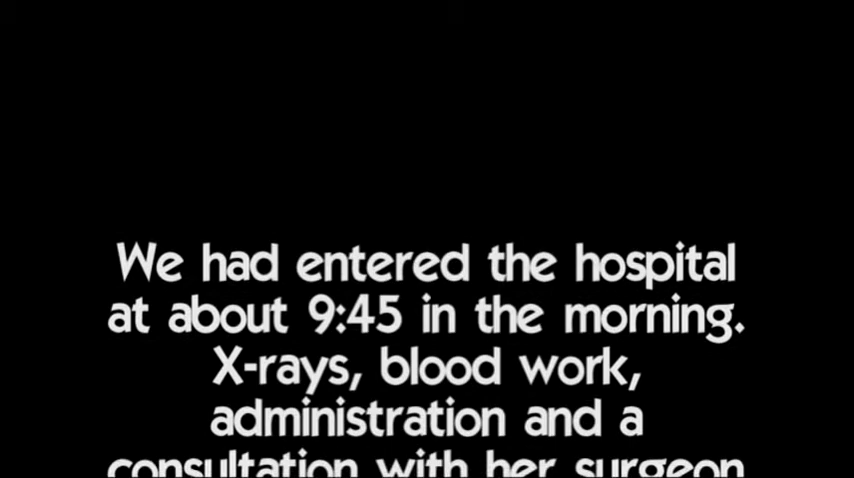 We had entered the hospital
at about 9:45 in the morning.
X-rays, blood work,
administration and a
consultation with her surgeon